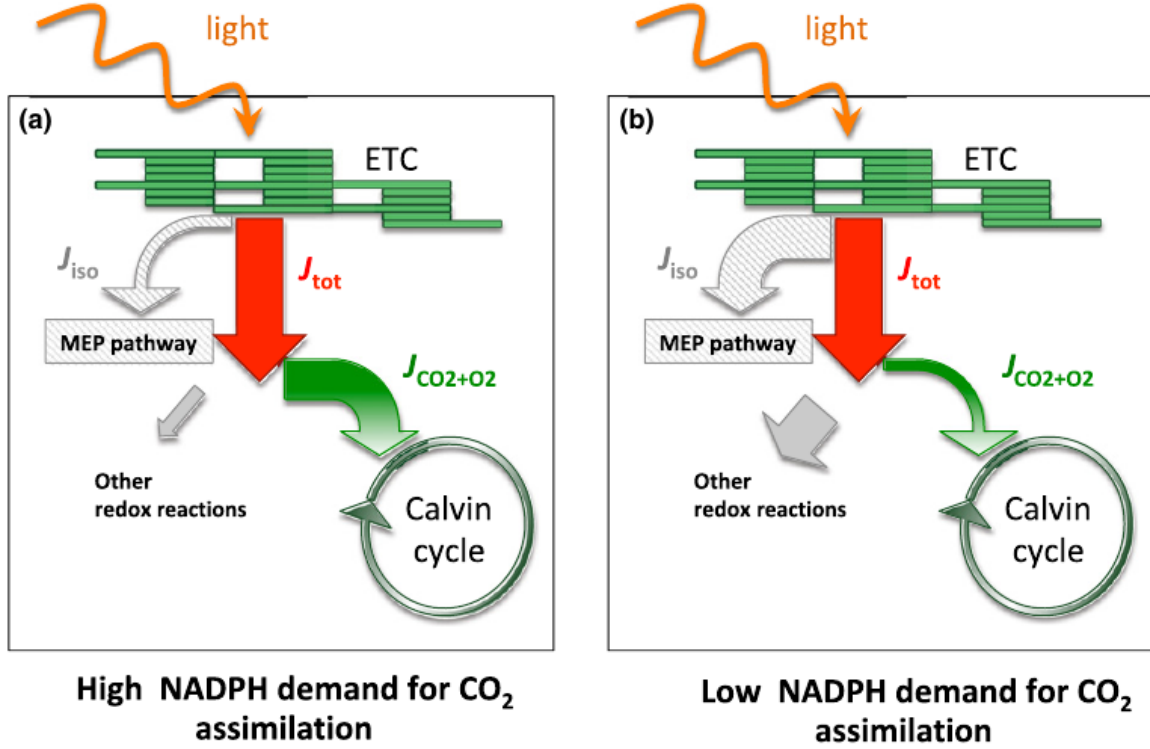 light
(a)
ETC
Jiso
Jtot
MEP pathway
JCO2+O2
Other
redox reactions
Calvin
cycle
High NADPH demand for CO2
assimilation
light
(b)
ETC
Jiso
Jtot
MEP pathway
JCO2+O2
Other
redox reactions
Calvin
cycle
Low NADPH demand for CO2
assimilation